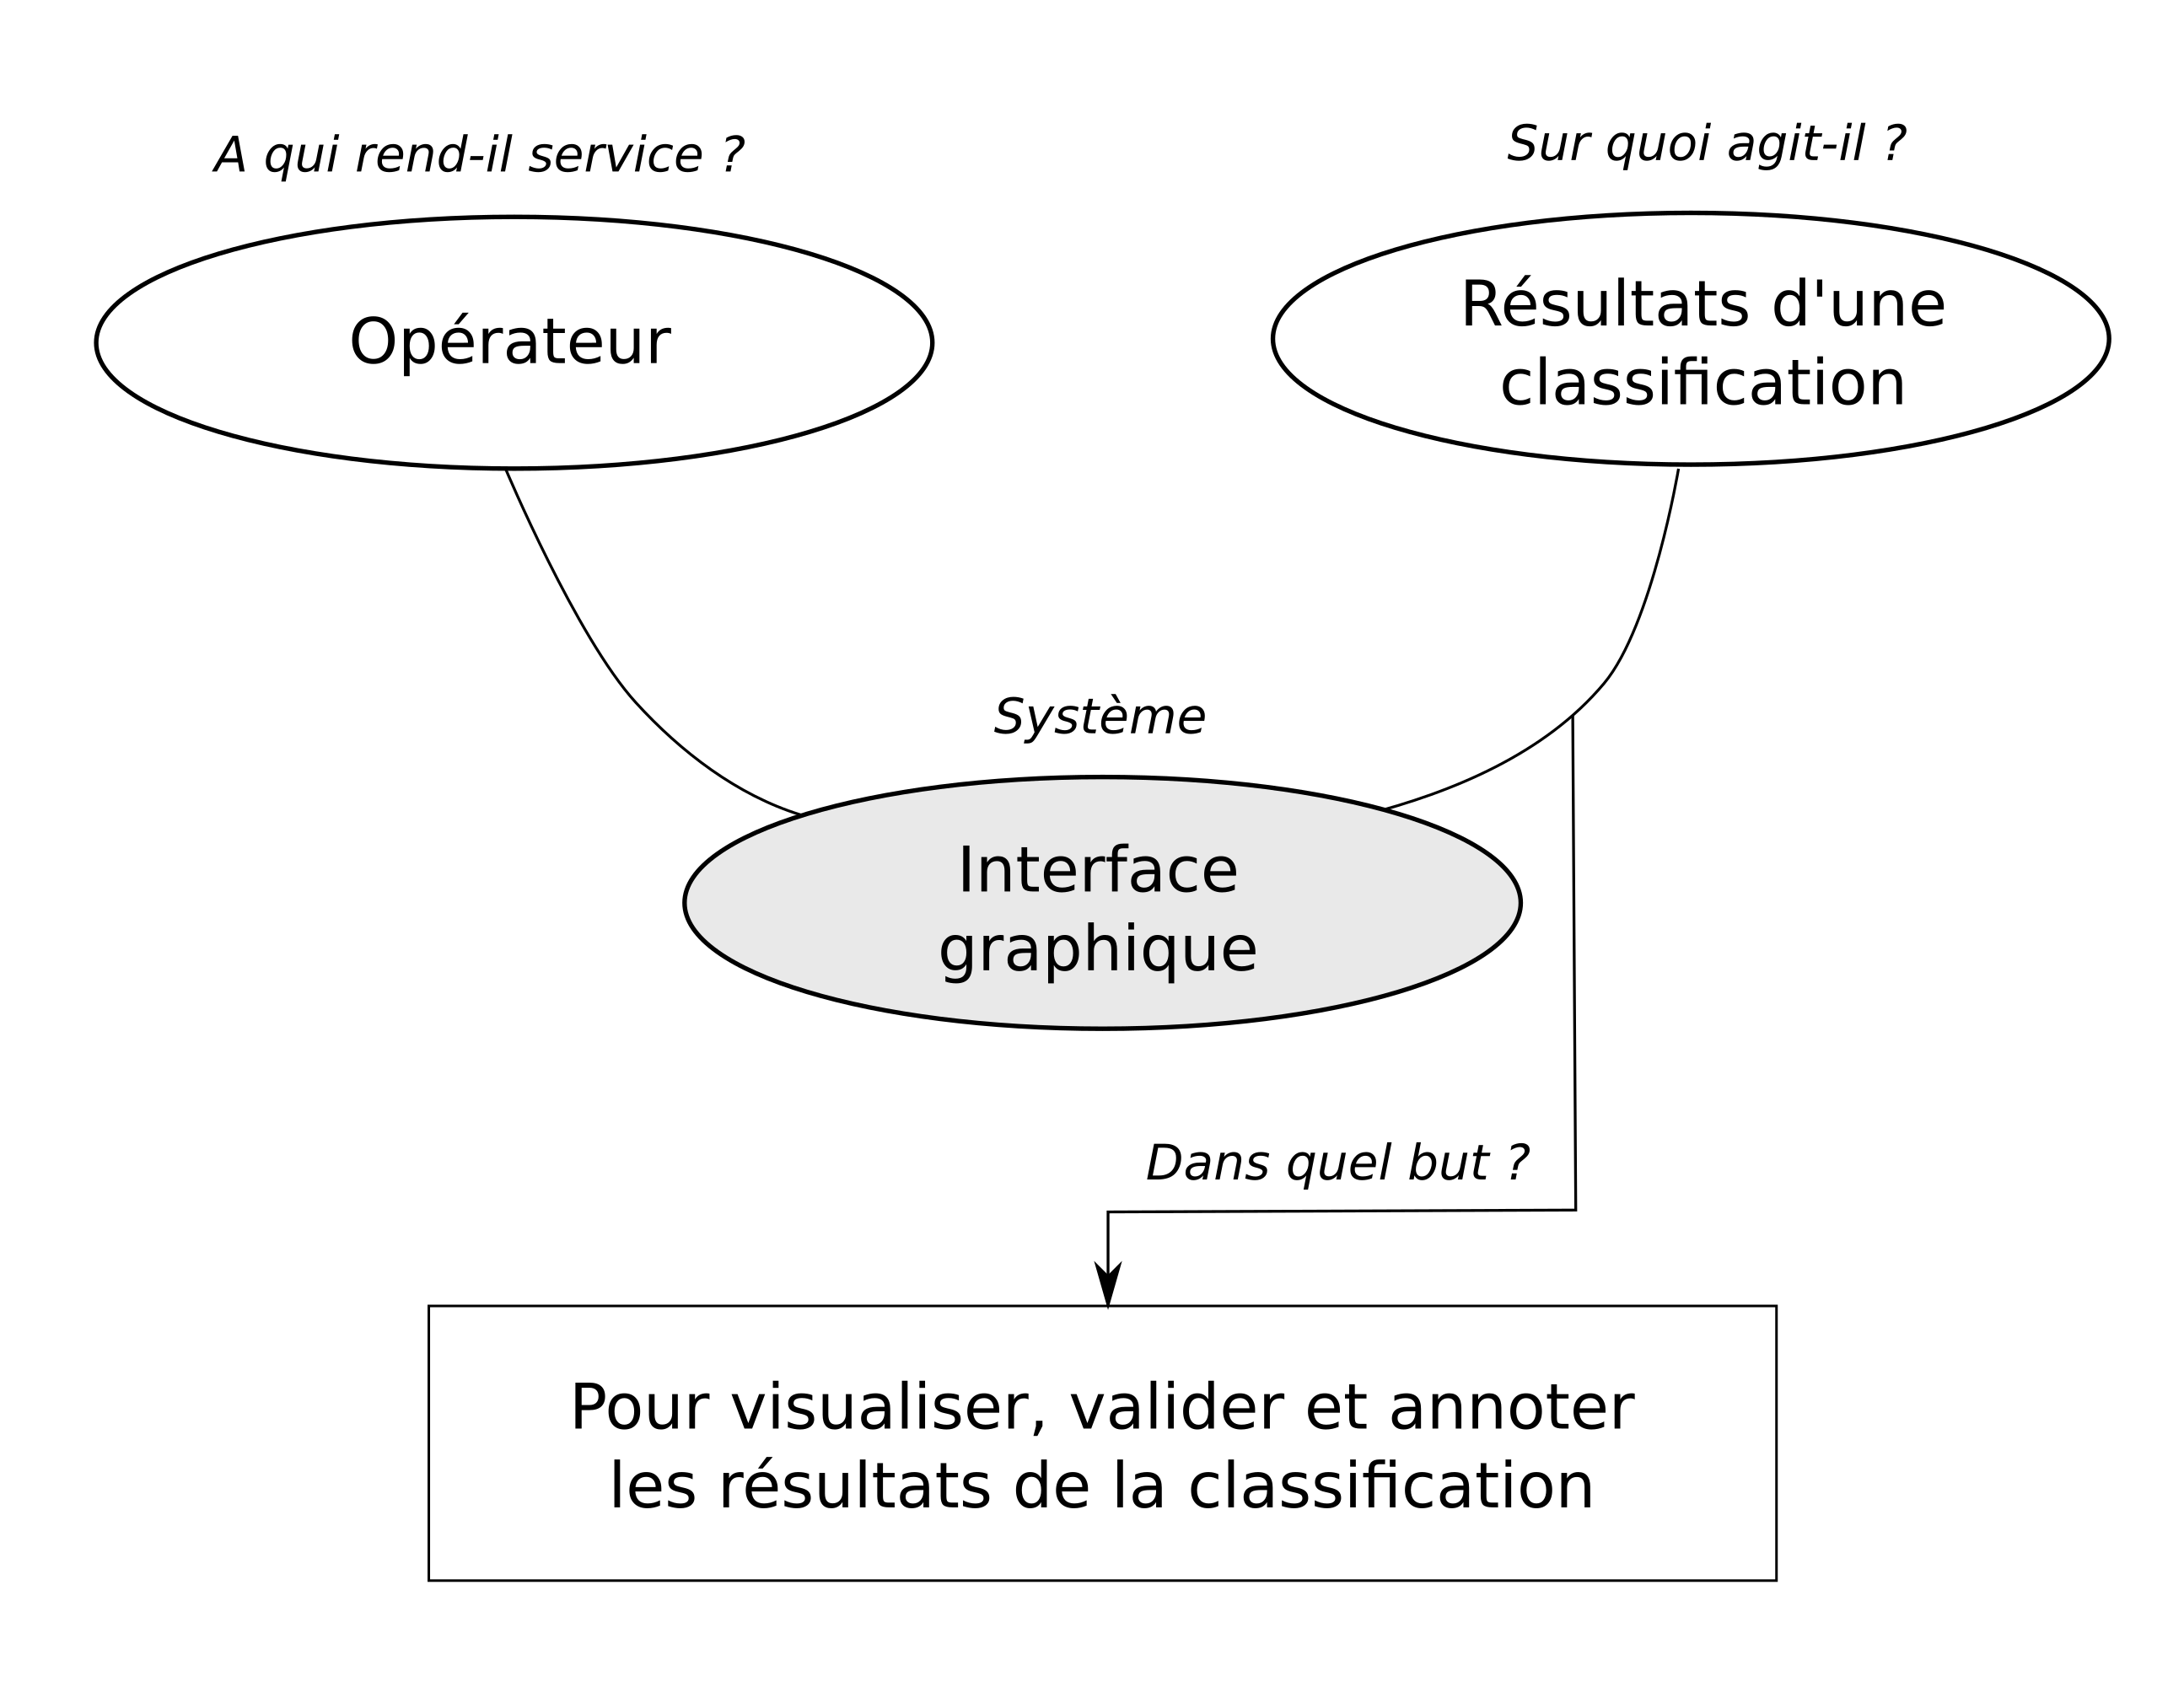 A qui rend-il service ?
Sur quoi agit-il ?
Opérateur
Résultats d'une
classification
Système
Interface
graphique
Dans quel but ?
Pour visualiser, valider et annoter
les résultats de la classification